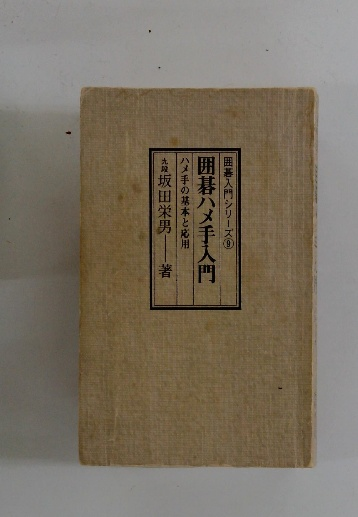 囲碁入門シリーズ⑨
囲碁ハメ手入門
ハメ手の基本と応用
九段 坂田栄男――著